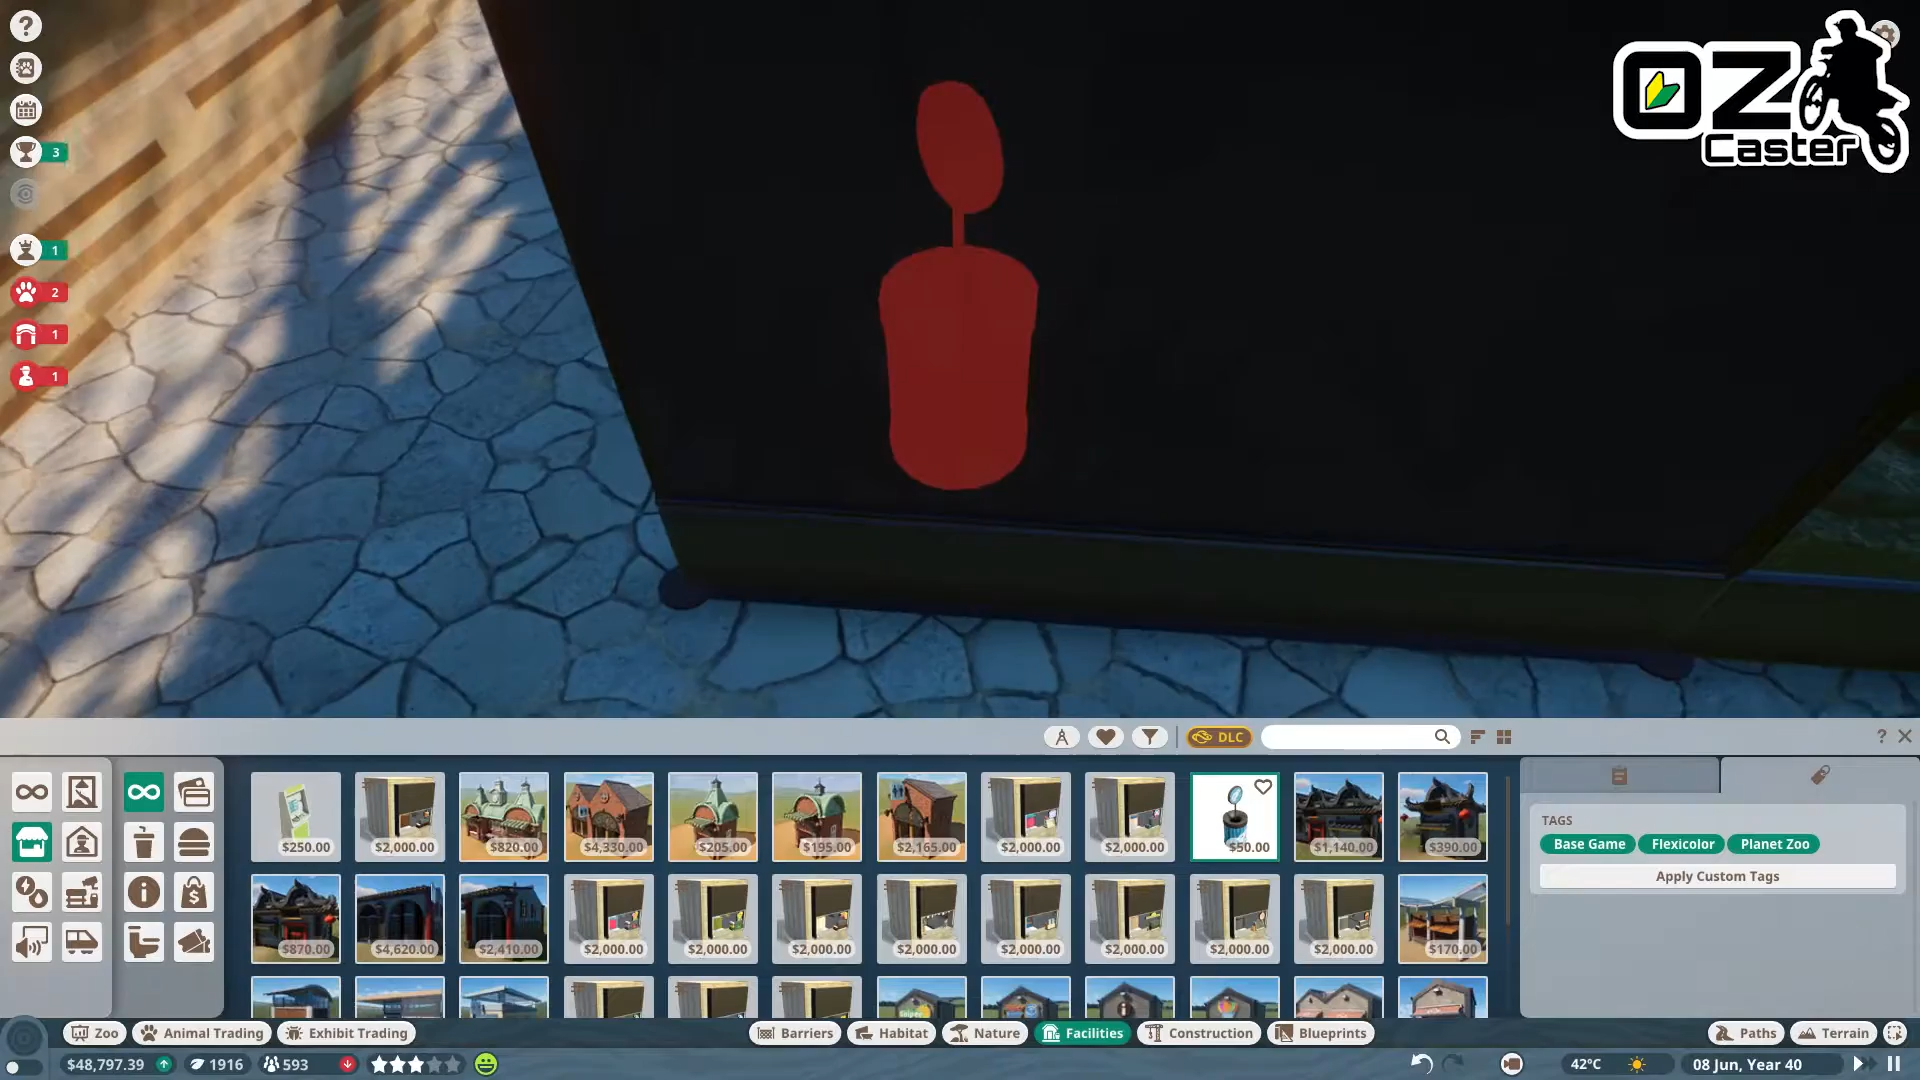 ?
OZ
Caster
3
1
2
1
1
DLC
? 
$250.00 $2,000.00 $820.00 $4,330.00 $205.00 $195.00 $2,165.00 $2,000.00 $2,000.00 $50.00 $1,140.00 $390.00
$870.00 $4,620.00 $2,410.00 $2,000.00 $2,000.00 $2,000.00 $2,000.00 $2,000.00 $2,000.00 $2,000.00 $2,000.00 $170.00
TAGS
Base Game Flexicolor Planet Zoo
Apply Custom Tags
Zoo Animal Trading Exhibit Trading Barriers Habitat Nature Facilities Construction Blueprints Paths Terrain
$48,797.39 1916 593 42°C 08 Jun, Year 40